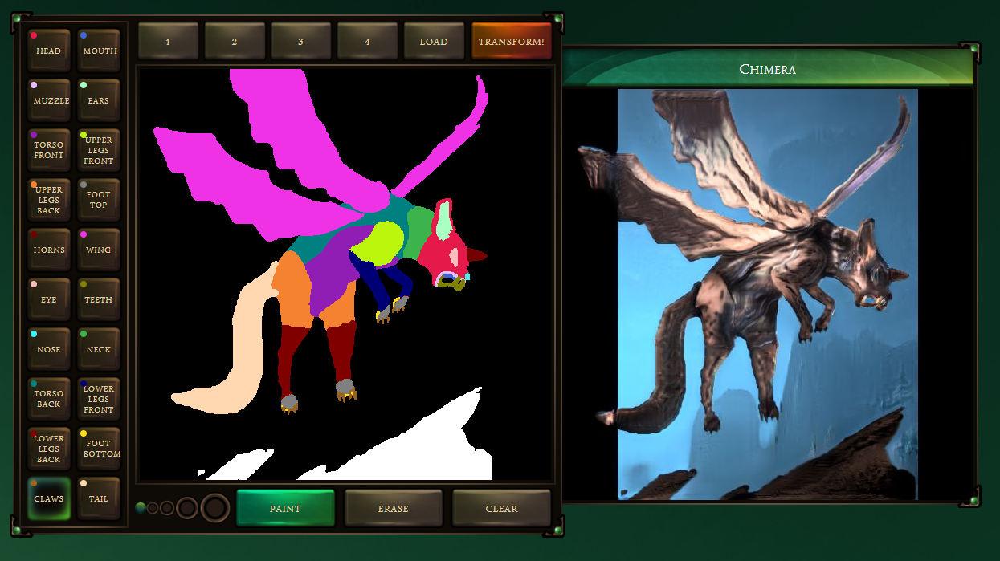 1
2
3
4
LOAD
TRANSFORM!
HEAD
MOUTH
MUZZLE
EARS
TORSO
FRONT
UPPER
LEGS
FRONT
UPPER
LEGS
BACK
FOOT
TOP
HORNS
WING
EYE
TEETH
NOSE
NECK
TORSO
BACK
LOWER
LEGS
FRONT
LOWER
LEGS
BACK
FOOT
BOTTOM
CLAWS
TAIL
PAINT
ERASE
CLEAR
CHIMERA